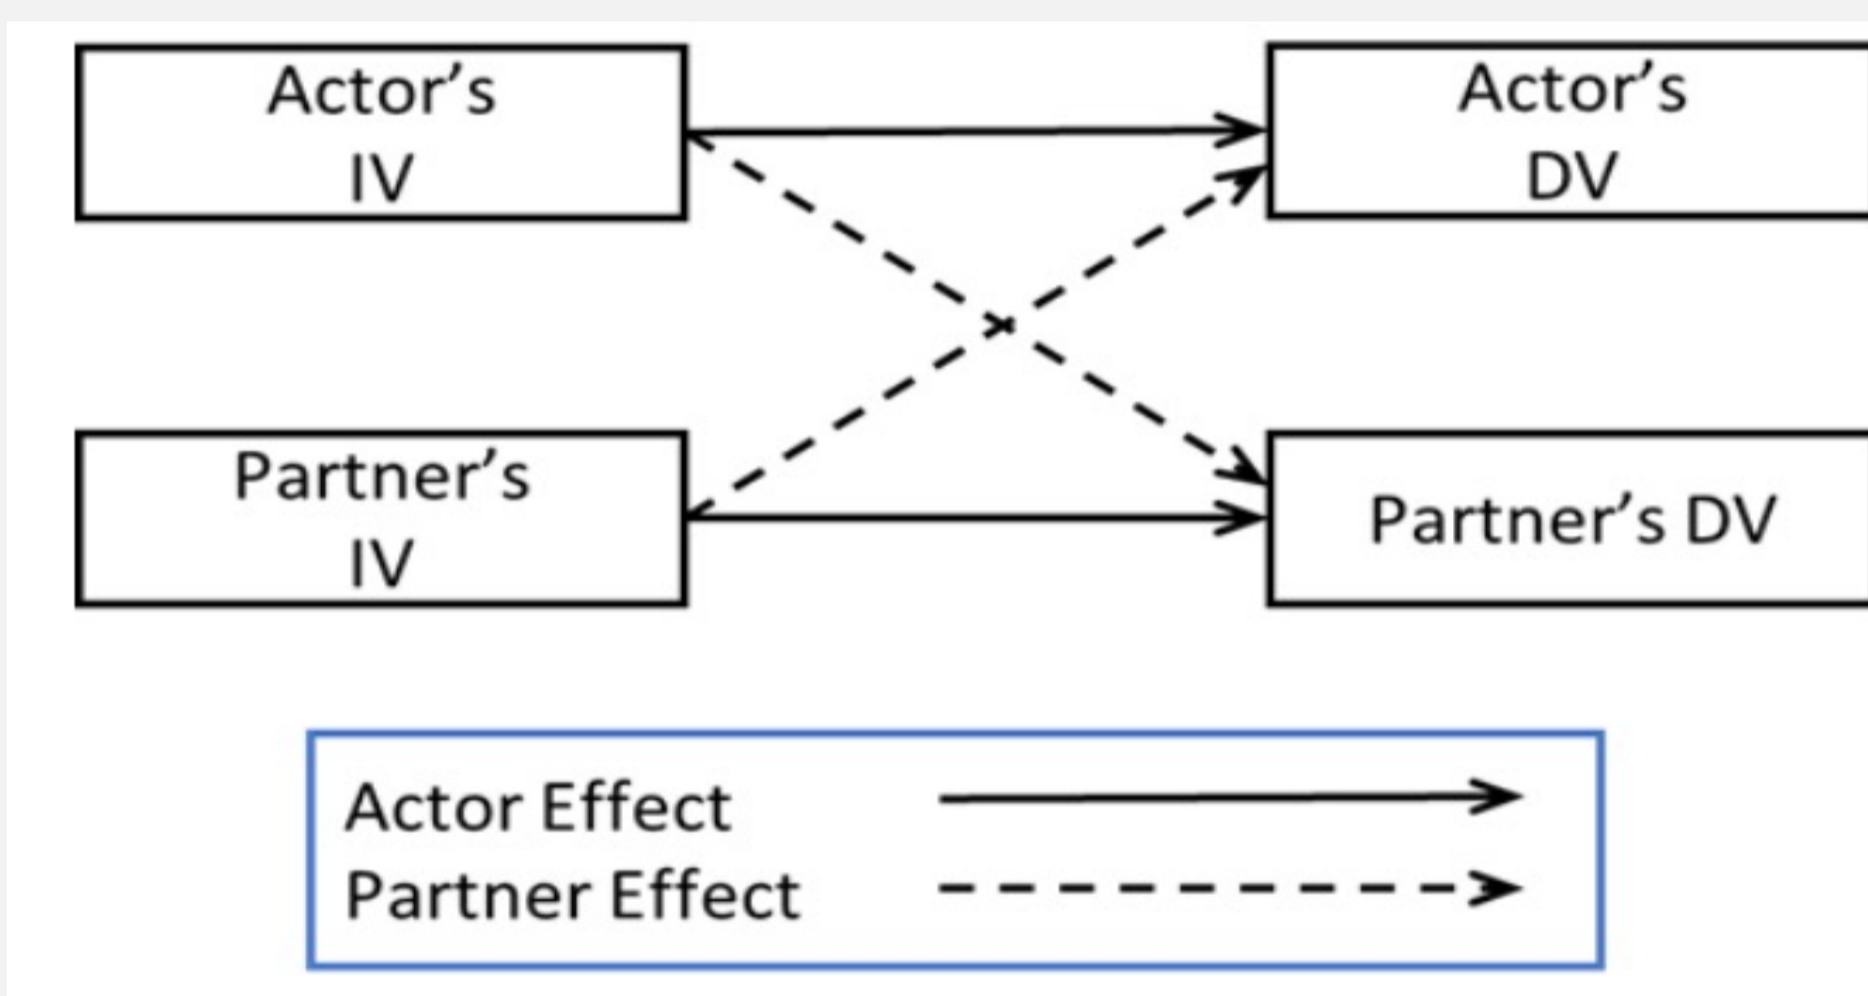 Actor’s
IV
Actor’s
DV
Partner’s
IV
Partner’s DV
Actor Effect
Partner Effect